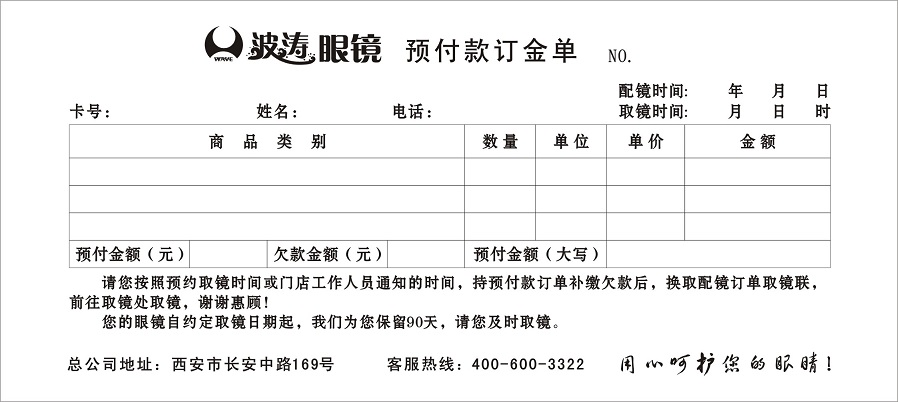 WAVE 波涛眼镜 预付款订金单 NO.
配镜时间: 年 月 日
卡号: 姓名: 电话: 取镜时间: 月 日 时
商 品 类 别 数 量 单 位 单 价 金 额
预付金额（元） 欠款金额（元） 预付金额（大写）
请您按照预约取镜时间或门店工作人员通知的时间，持预付款订单补缴欠款后，换取配镜订单取镜联，
前往取镜处取镜，谢谢惠顾!
您的眼镜自约定取镜日期起，我们为您保留90天，请您及时取镜。
总公司地址: 西安市长安中路169号 客服热线: 400-600-3322 用心呵护您的眼睛!